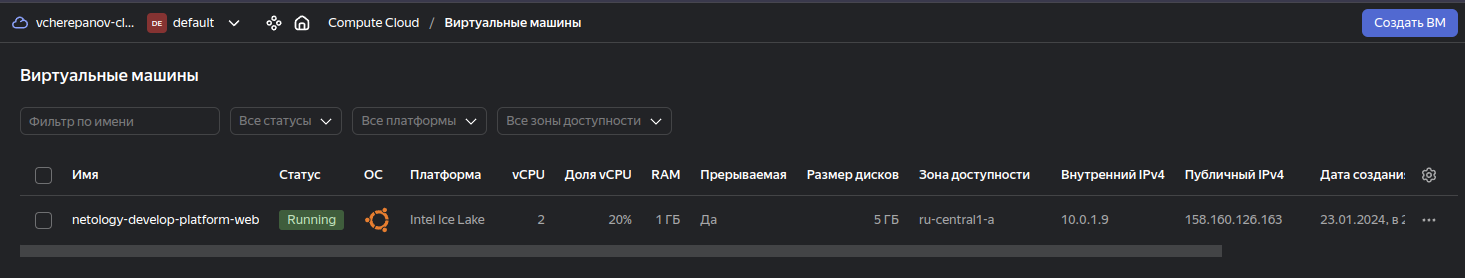 vcherepanov-cl... DE default Compute Cloud / Виртуальные машины Создать ВМ
Виртуальные машины
Фильтр по имени Все статусы Все платформы Все зоны доступности
Имя Статус ОС Платформа vCPU Доля vCPU RAM Прерываемая Размер дисков Зона доступности Внутренний IPv4 Публичный IPv4 Дата создани
netology-develop-platform-web Running Intel Ice Lake 2 20% 1 ГБ Да 5 ГБ ru-central1-a 10.0.1.9 158.160.126.163 23.01.2024, в 2